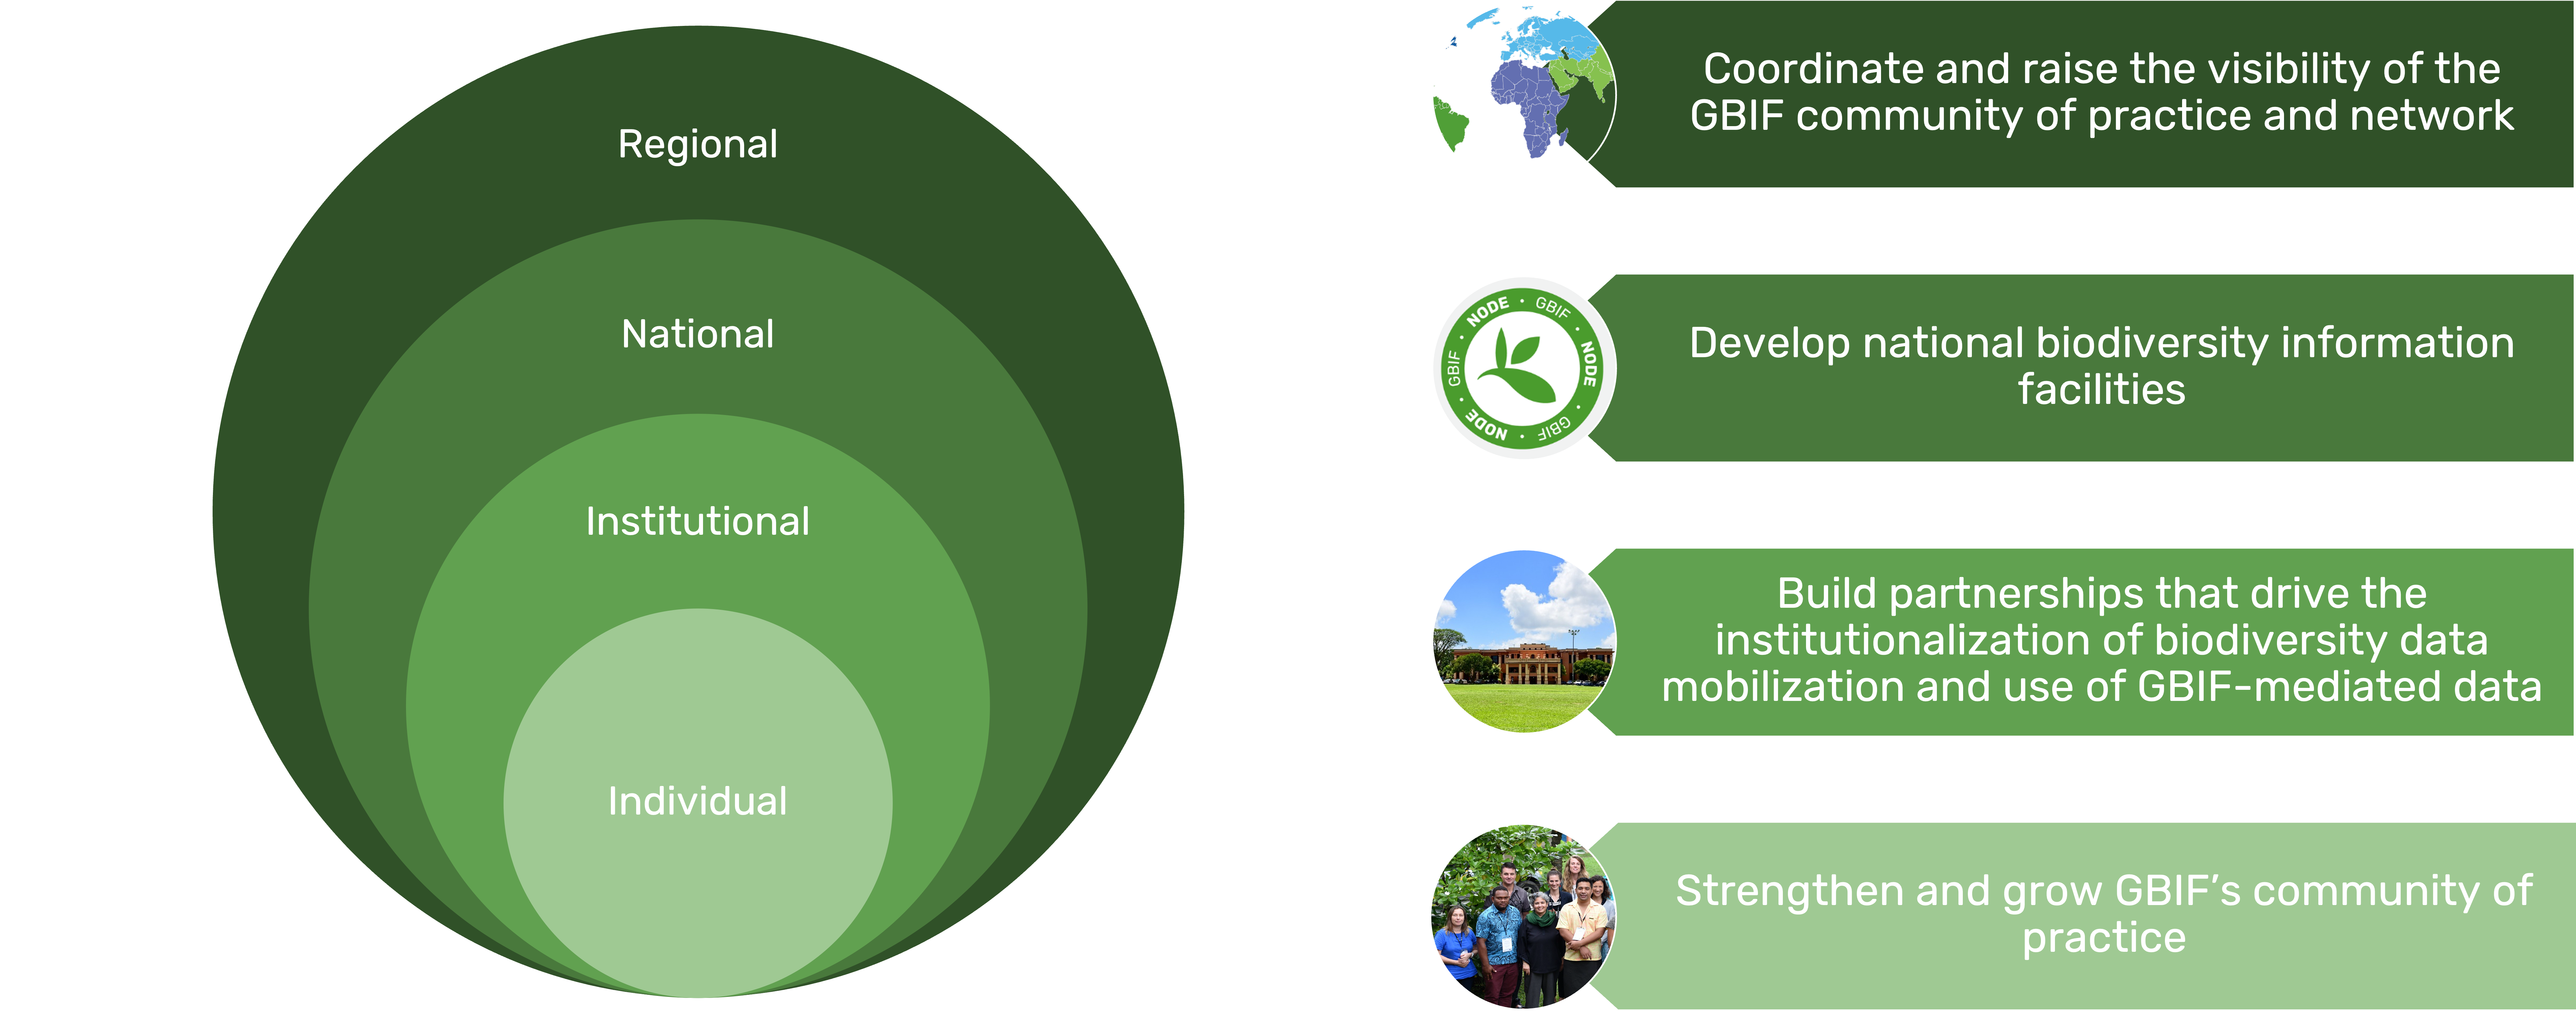 Regional
National
Institutional
Individual
Coordinate and raise the visibility of the
GBIF community of practice and network
NODE • GBIF • NODE • GBIF • NODE • GBIF •
Develop national biodiversity information
facilities
Build partnerships that drive the
institutionalization of biodiversity data
mobilization and use of GBIF-mediated data
Strengthen and grow GBIF’s community of
practice